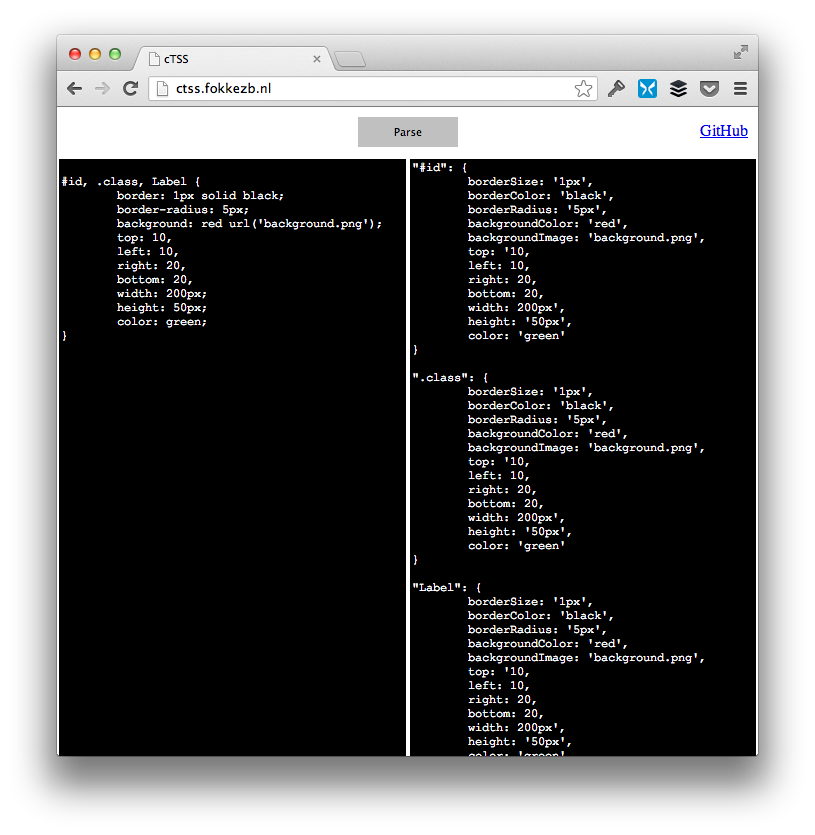 cTSS
ctss.fokkezb.nl
Parse
GitHub
#id, .class, Label {
border: 1px solid black;
border-radius: 5px;
background: red url('background.png');
top: 10,
left: 10,
right: 20,
bottom: 20,
width: 200px;
height: 50px;
color: green;
}
"#id": {
borderSize: '1px',
borderColor: 'black',
borderRadius: '5px',
backgroundColor: 'red',
backgroundImage: 'background.png',
top: '10,
left: 10,
right: 20,
bottom: 20,
width: 200px',
height: '50px',
color: 'green'
}
".class": {
borderSize: '1px',
borderColor: 'black',
borderRadius: '5px',
backgroundColor: 'red',
backgroundImage: 'background.png',
top: '10,
left: 10,
right: 20,
bottom: 20,
width: 200px',
height: '50px',
color: 'green'
}
"Label": {
borderSize: '1px',
borderColor: 'black',
borderRadius: '5px',
backgroundColor: 'red',
backgroundImage: 'background.png',
top: '10,
left: 10,
right: 20,
bottom: 20,
width: 200px',
height: '50px',
color: 'green'